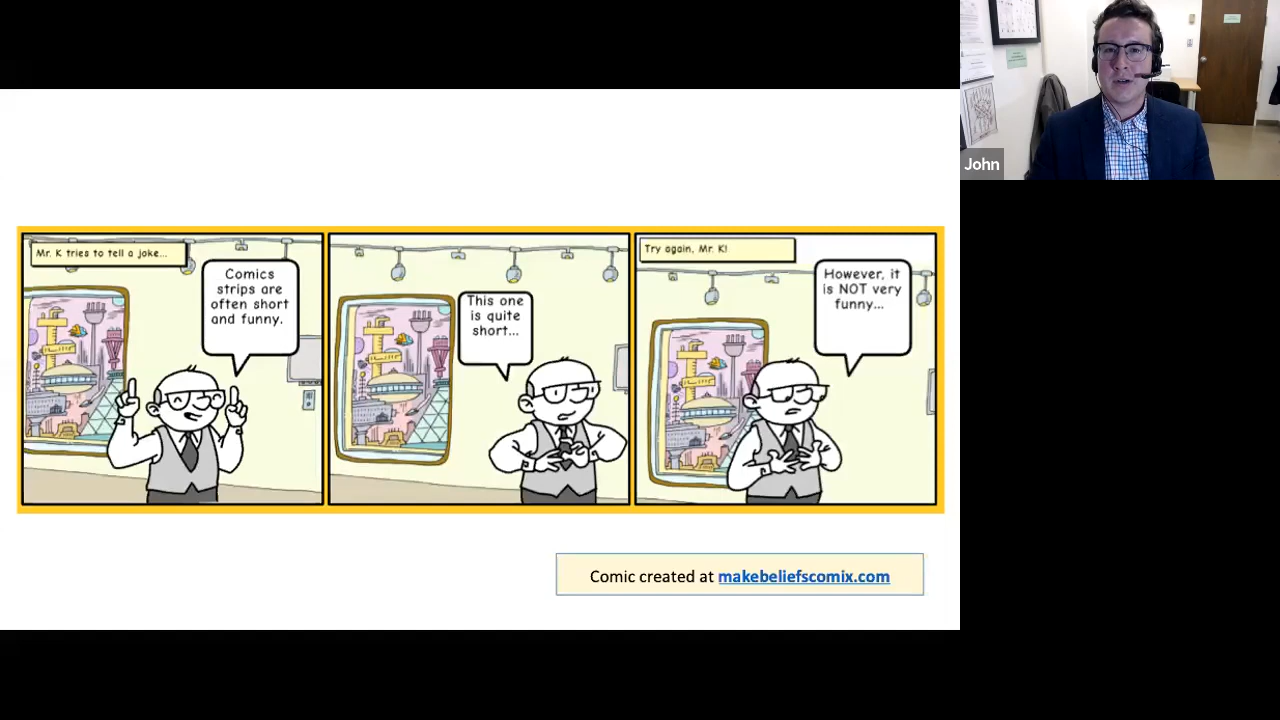 Mr. K tries to tell a joke...
Comics
strips are
often short
and funny.
This one
is quite
short...
Try again, Mr. K!
However, it
is NOT very
funny...
Comic created at makebeliefscomix.com
John